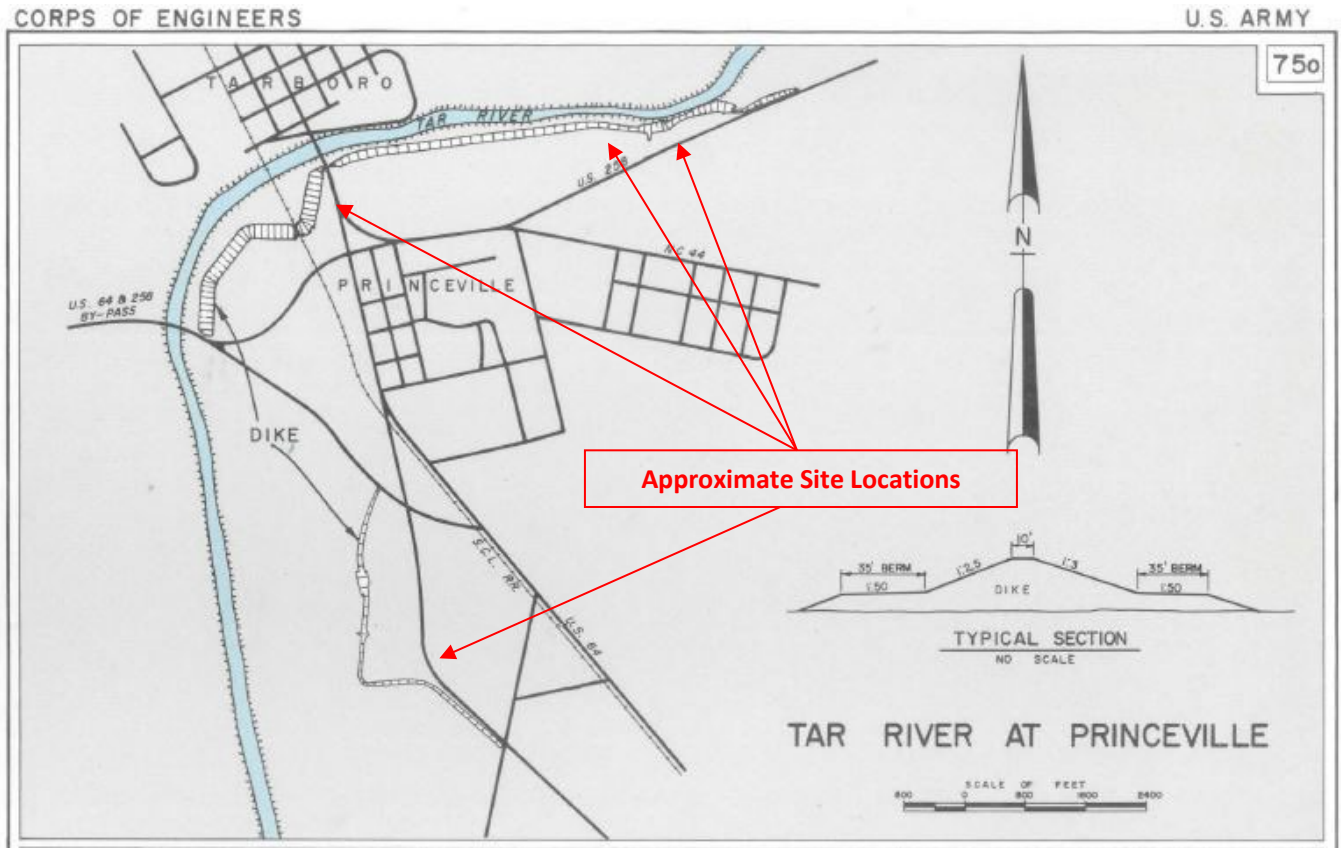 CORPS OF ENGINEERS
U.S. ARMY
75o
TARBORO
TAR RIVER
U.S. 258
N.C. 44
PRINCEVILLE
U.S. 64 & 258
BY-PASS
DIKE
Approximate Site Locations
N
S.C.L. RR.
U.S. 64
10'
35' BERM
1:50
1:2.5
1:3
DIKE
35' BERM
1:50
TYPICAL SECTION
NO SCALE
TAR RIVER AT PRINCEVILLE
SCALE OF FEET
800 0 800 1600 2400